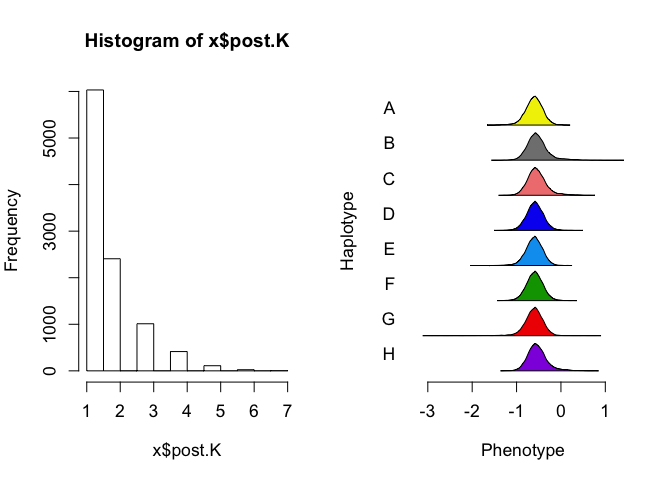 Histogram of x$post.K
Frequency
0
1000
3000
5000
1 2 3 4 5 6 7
x$post.K
Haplotype
A
B
C
D
E
F
G
H
-3 -2 -1 0 1
Phenotype